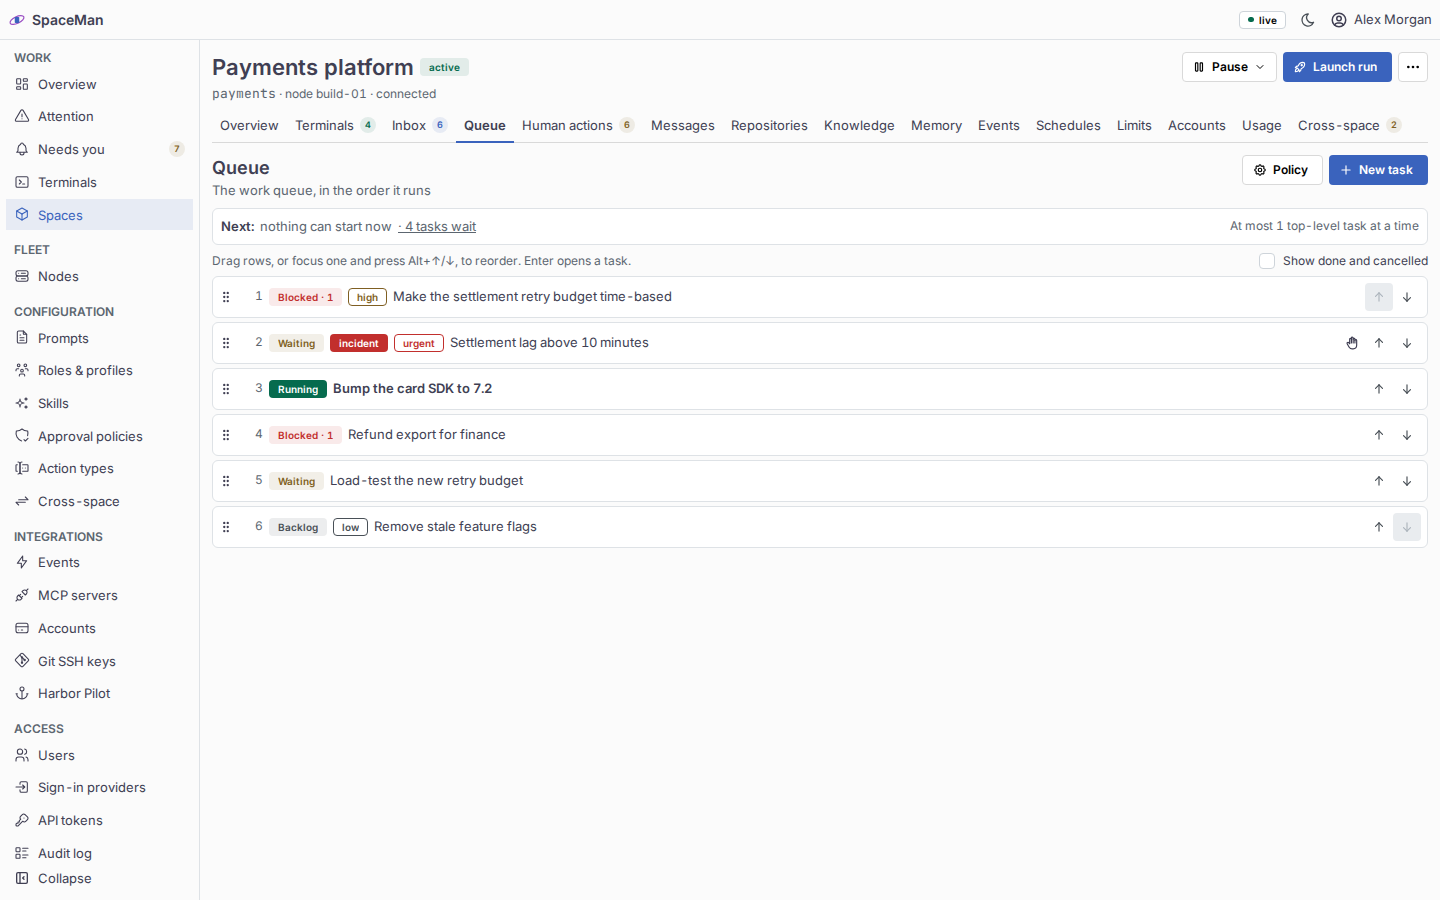 SpaceMan
live
Alex Morgan
WORK
Overview
Attention
Needs you 7
Terminals
Spaces
FLEET
Nodes
CONFIGURATION
Prompts
Roles & profiles
Skills
Approval policies
Action types
Cross-space
INTEGRATIONS
Events
MCP servers
Accounts
Git SSH keys
Harbor Pilot
ACCESS
Users
Sign-in providers
API tokens
Audit log
Collapse
Payments platform active
Pause
Launch run
payments · node build-01 · connected
Overview Terminals 4 Inbox 6 Queue Human actions 6 Messages Repositories Knowledge Memory Events Schedules Limits Accounts Usage Cross-space 2
Queue
The work queue, in the order it runs
Policy
New task
Next: nothing can start now · 4 tasks wait
At most 1 top-level task at a time
Drag rows, or focus one and press Alt+↑/↓, to reorder. Enter opens a task.
Show done and cancelled
1 Blocked · 1 high Make the settlement retry budget time-based
2 Waiting incident urgent Settlement lag above 10 minutes
3 Running Bump the card SDK to 7.2
4 Blocked · 1 Refund export for finance
5 Waiting Load-test the new retry budget
6 Backlog low Remove stale feature flags